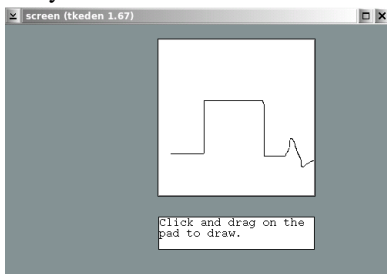 screen (tkeden 1.67)
Click and drag on the
pad to draw.